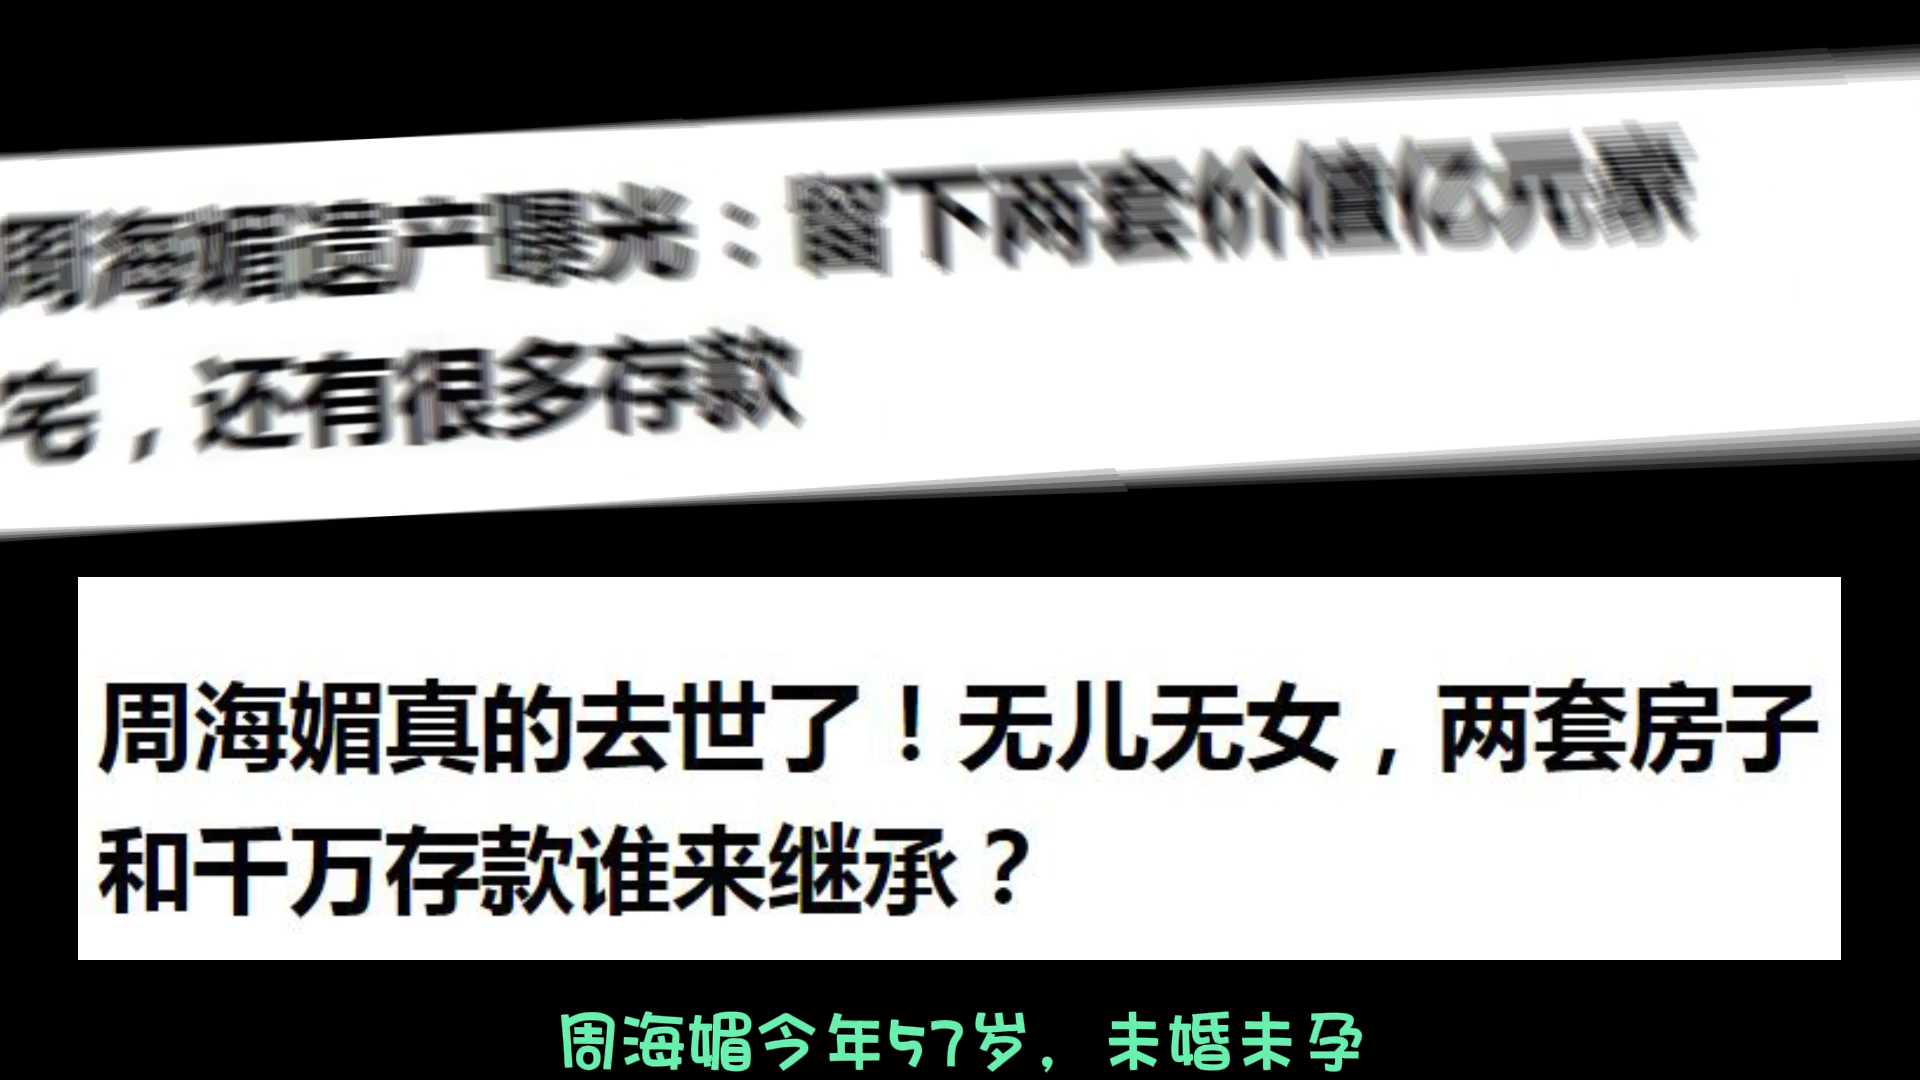 周海媚遗产曝光：留下两套价值亿元豪
宅，还有很多存款
周海媚真的去世了！无儿无女，两套房子
和千万存款谁来继承？
周海媚今年57岁，未婚未孕